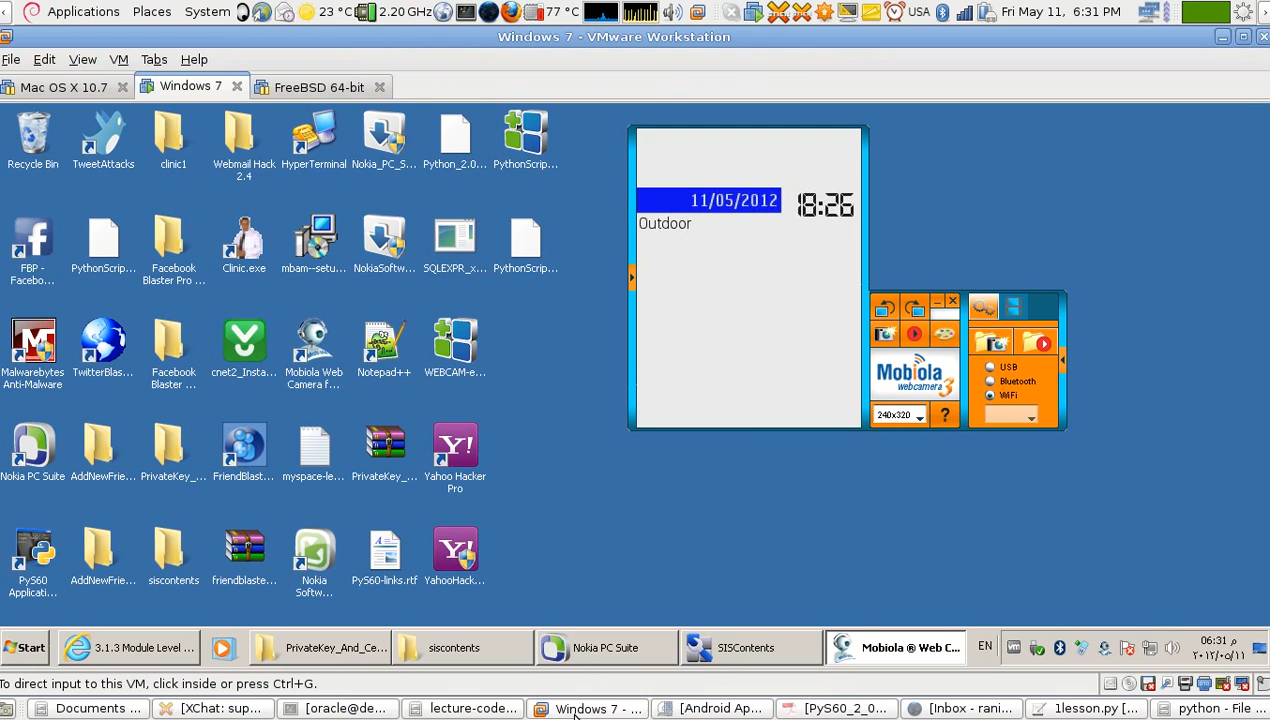 Applications Places System 23 °C 2.20 GHz 77 °C USA Fri May 11, 6:31 PM
Windows 7 - VMware Workstation
File Edit View VM Tabs Help
Mac OS X 10.7 Windows 7 FreeBSD 64-bit
Recycle Bin TweetAttacks clinic1 Webmail Hack 2.4 HyperTerminal Nokia_PC_S... Python_2.0... PythonScrip...
11/05/2012 18:26
Outdoor
FBP - Facebo... PythonScrip... Facebook Blaster Pro ... Clinic.exe mbam--setu... NokiaSoftw... SQLEXPR_x... PythonScrip...
Malwarebytes Anti-Malware TwitterBlas... Facebook Blaster ... cnet2_Insta... Mobiola Web Camera f... Notepad++ WEBCAM-e...
Mobiola
webcamera 3
USB
Bluetooth
WiFi
240x320 ?
Nokia PC Suite AddNewFrie... PrivateKey_... FriendBlast... myspace-le... PrivateKey_... Yahoo Hacker Pro
PyS60 Applicati... AddNewFrie... siscontents friendblaste... Nokia Softw... PyS60-links.rtf YahooHack...
Start 3.1.3 Module Level ... PrivateKey_And_Ce... siscontents Nokia PC Suite SISContents Mobiola @ Web C... EN 06:31 م
٢٠١٢/٠٥/١١
To direct input to this VM, click inside or press Ctrl+G.
Documents ... [XChat: sup... [oracle@de... lecture-code... Windows 7 - ... [Android Ap... [PyS60_2_0... [Inbox - rani... 1lesson.py [... python - File ...